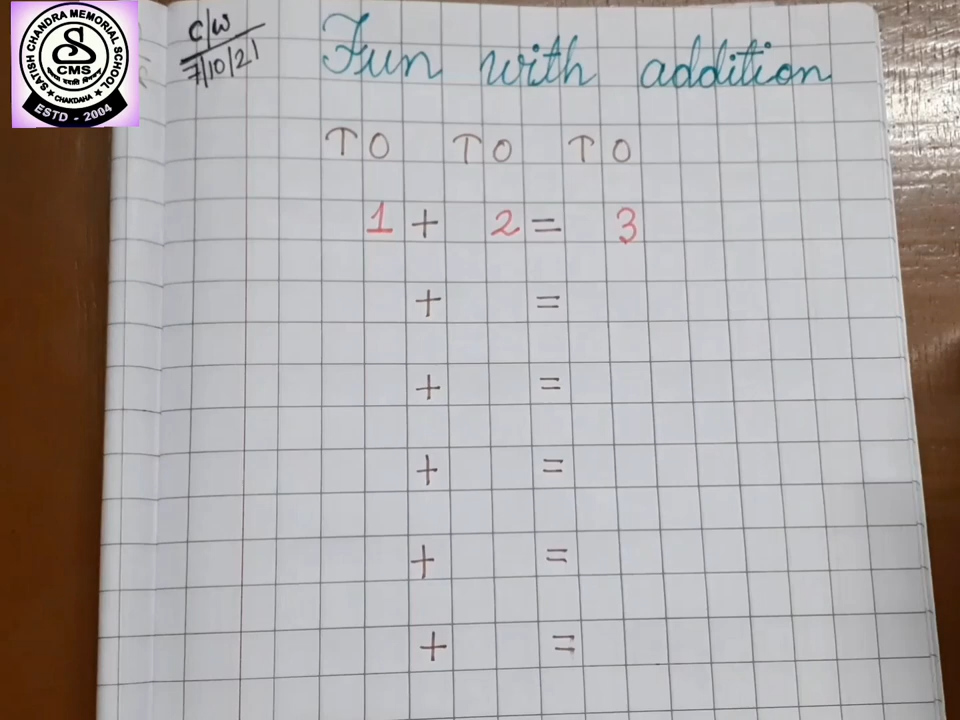 SATISH CHANDRA MEMORIAL SCHOOL
CMS
CHAKDAHA
ESTD - 2004
C/W
7/10/21
Fun with addition
T O T O T O
1 + 2 = 3
+ =
+ =
+ =
+ =
+ =